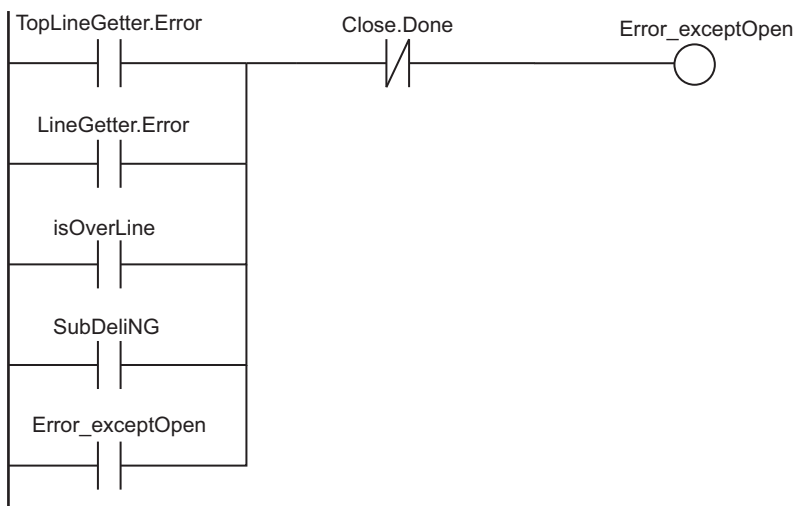 TopLineGetter.Error
Close.Done
Error_exceptOpen
LineGetter.Error
isOverLine
SubDeliNG
Error_exceptOpen